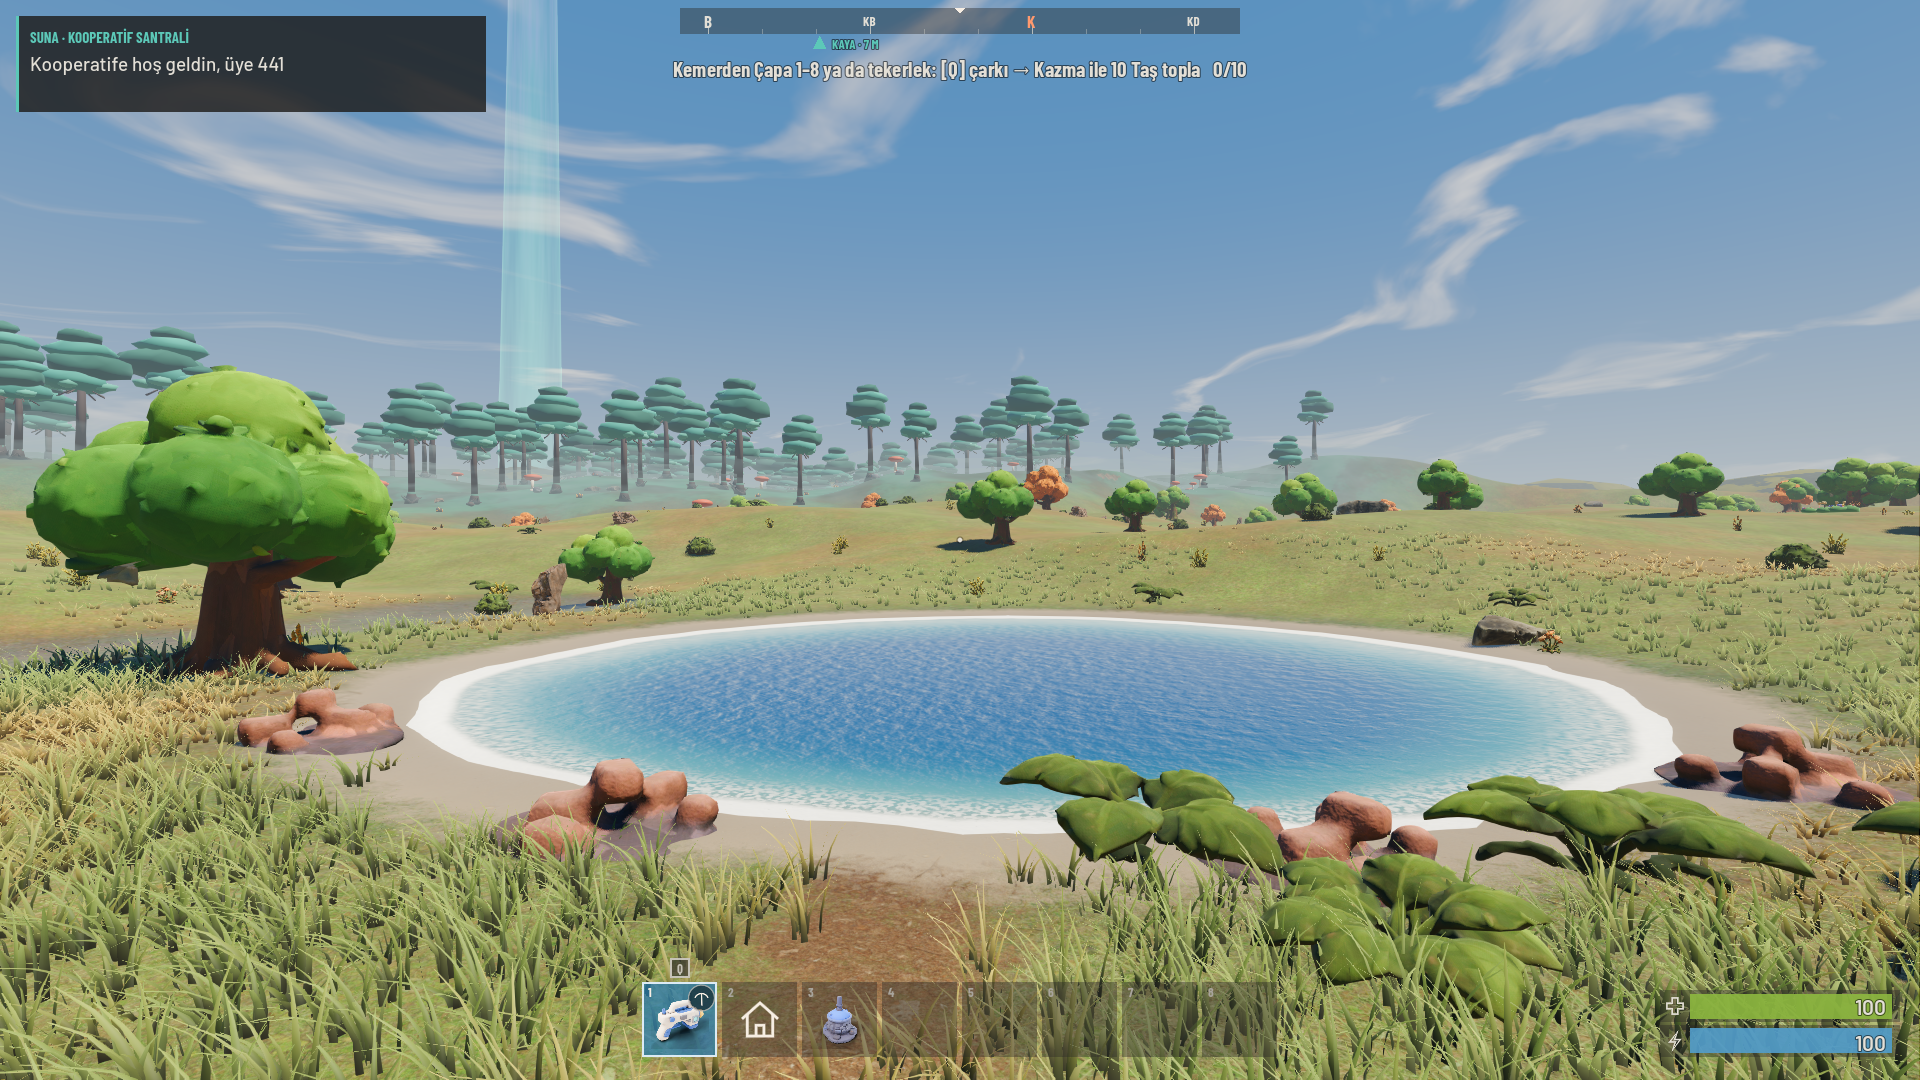 SUNA · KOOPERATİF SANTRALİ
Kooperatife hoş geldin, üye 441
B KB K KD
KAYA · 7 M
Kemerden Çapa 1-8 ya da tekerlek: [Q] çarkı → Kazma ile 10 Taş topla 0/10
Q
1 2 3 4 5 6 7 8
100
100